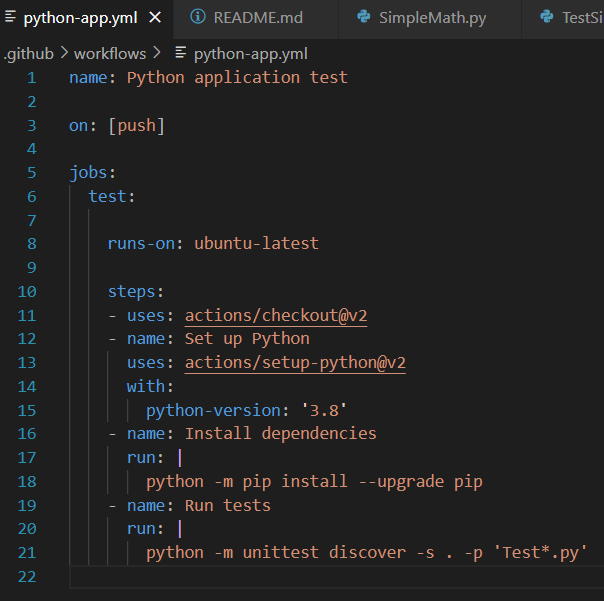 python-app.yml README.md SimpleMath.py TestSi
.github > workflows > python-app.yml
1 name: Python application test
2
3 on: [push]
4
5 jobs:
6   test:
7
8     runs-on: ubuntu-latest
9
10     steps:
11     - uses: actions/checkout@v2
12     - name: Set up Python
13       uses: actions/setup-python@v2
14       with:
15         python-version: '3.8'
16     - name: Install dependencies
17       run: |
18         python -m pip install --upgrade pip
19     - name: Run tests
20       run: |
21         python -m unittest discover -s . -p 'Test*.py'
22